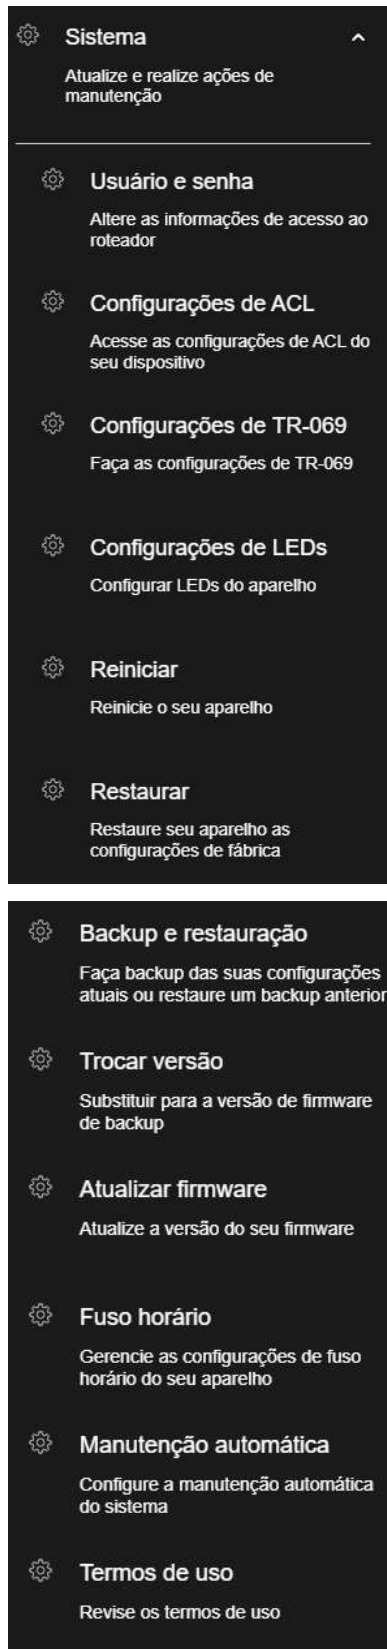 Sistema
Atualize e realize ações de
manutenção
Usuário e senha
Altere as informações de acesso ao
roteador
Configurações de ACL
Acesse as configurações de ACL do
seu dispositivo
Configurações de TR-069
Faça as configurações de TR-069
Configurações de LEDs
Configurar LEDs do aparelho
Reiniciar
Reinicie o seu aparelho
Restaurar
Restaure seu aparelho as
configurações de fábrica
Backup e restauração
Faça backup das suas configurações
atuais ou restaure um backup anterior
Trocar versão
Substituir para a versão de firmware
de backup
Atualizar firmware
Atualize a versão do seu firmware
Fuso horário
Gerencie as configurações de fuso
horário do seu aparelho
Manutenção automática
Configure a manutenção automática
do sistema
Termos de uso
Revise os termos de uso